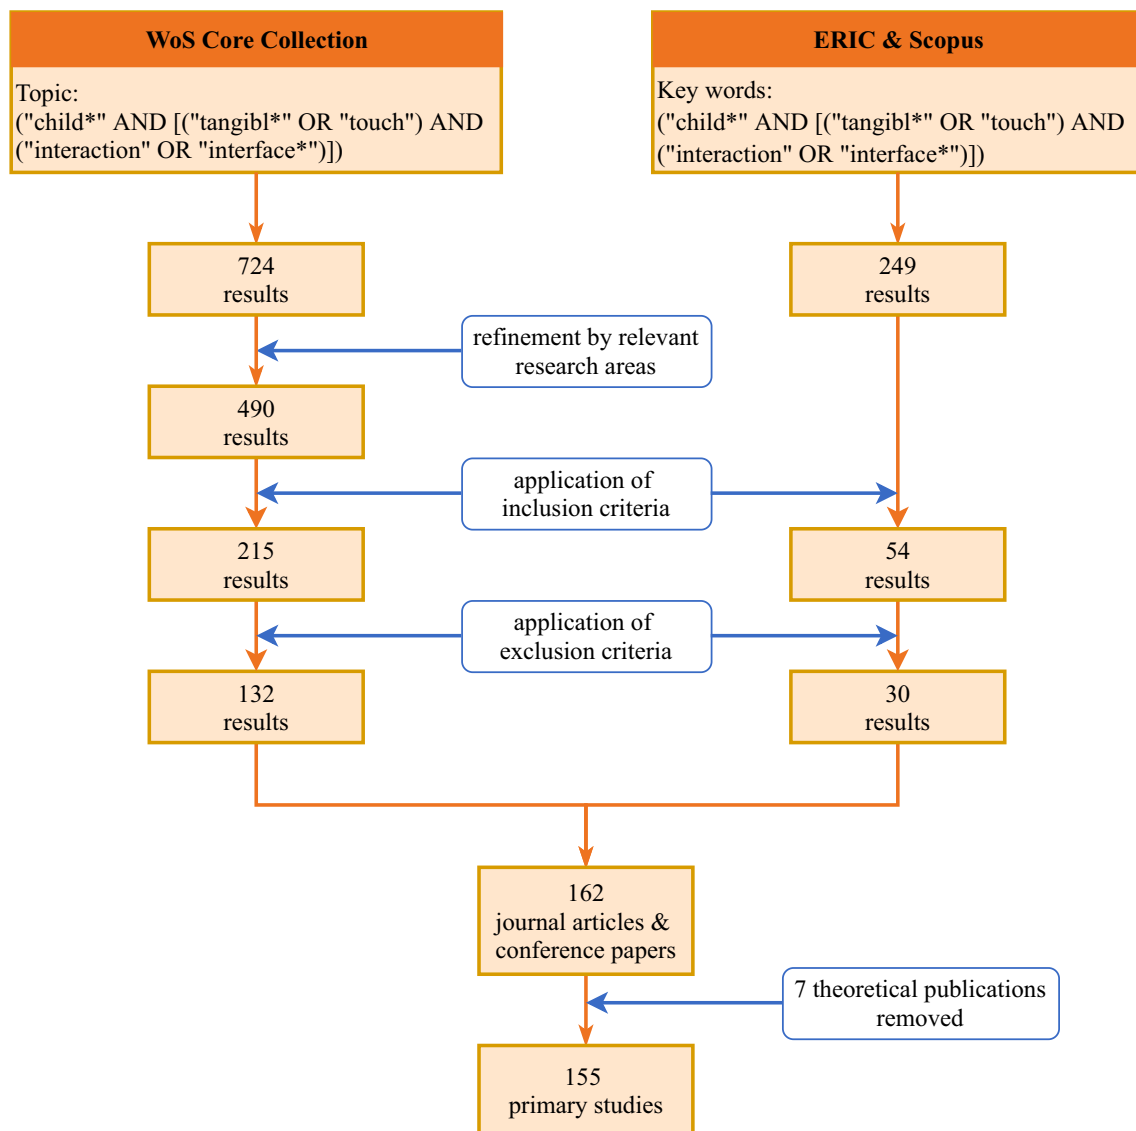 WoS Core Collection
Topic:
("child*" AND [("tangibl*" OR "touch") AND
("interaction" OR "interface*")])
ERIC & Scopus
Key words:
("child*" AND [("tangibl*" OR "touch") AND
("interaction" OR "interface*")])
724
results
249
results
refinement by relevant
research areas
490
results
application of
inclusion criteria
215
results
54
results
application of
exclusion criteria
132
results
30
results
162
journal articles &
conference papers
7 theoretical publications
removed
155
primary studies